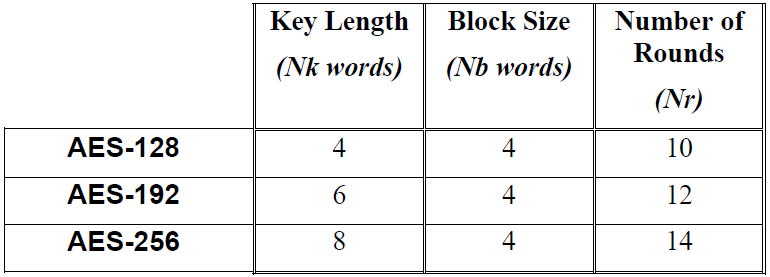 Key Length Block Size Number of
Rounds
(Nk words) (Nb words)
(Nr)
AES-128 4 4 10
AES-192 6 4 12
AES-256 8 4 14